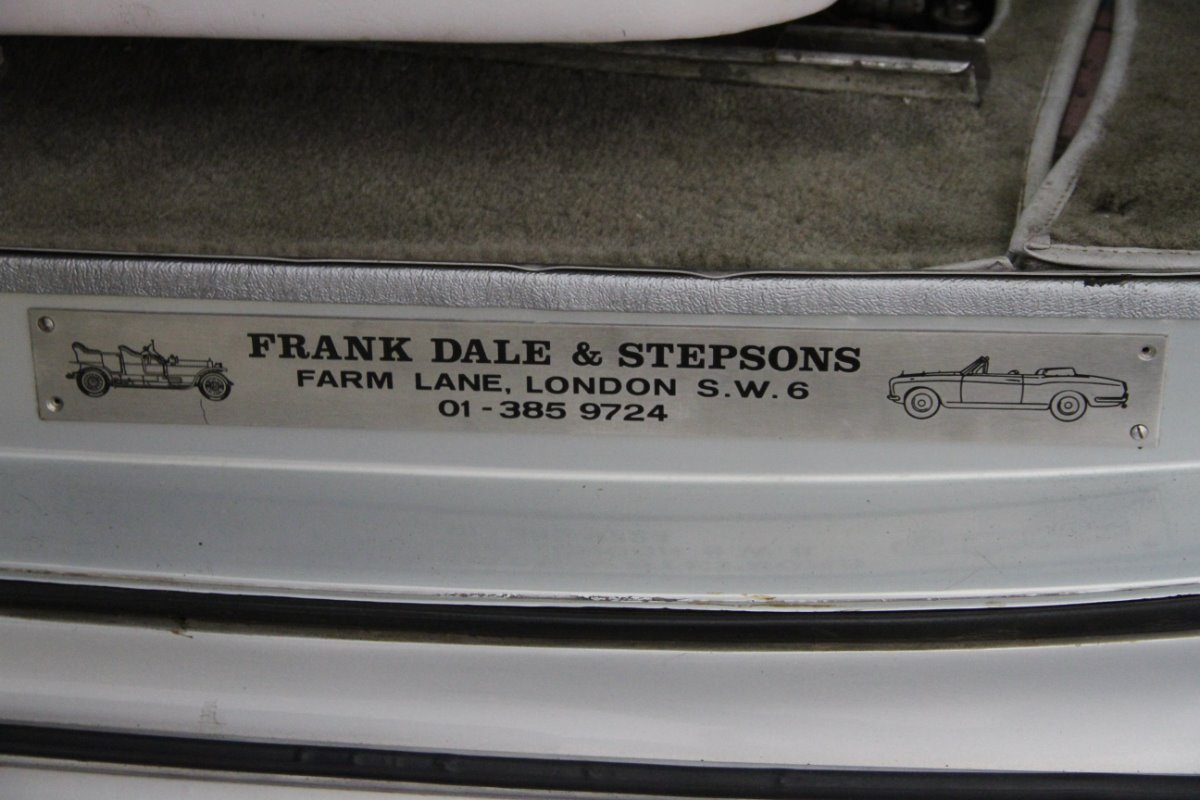 FRANK DALE & STEPSONS
FARM LANE, LONDON S.W.6
01-385 9724